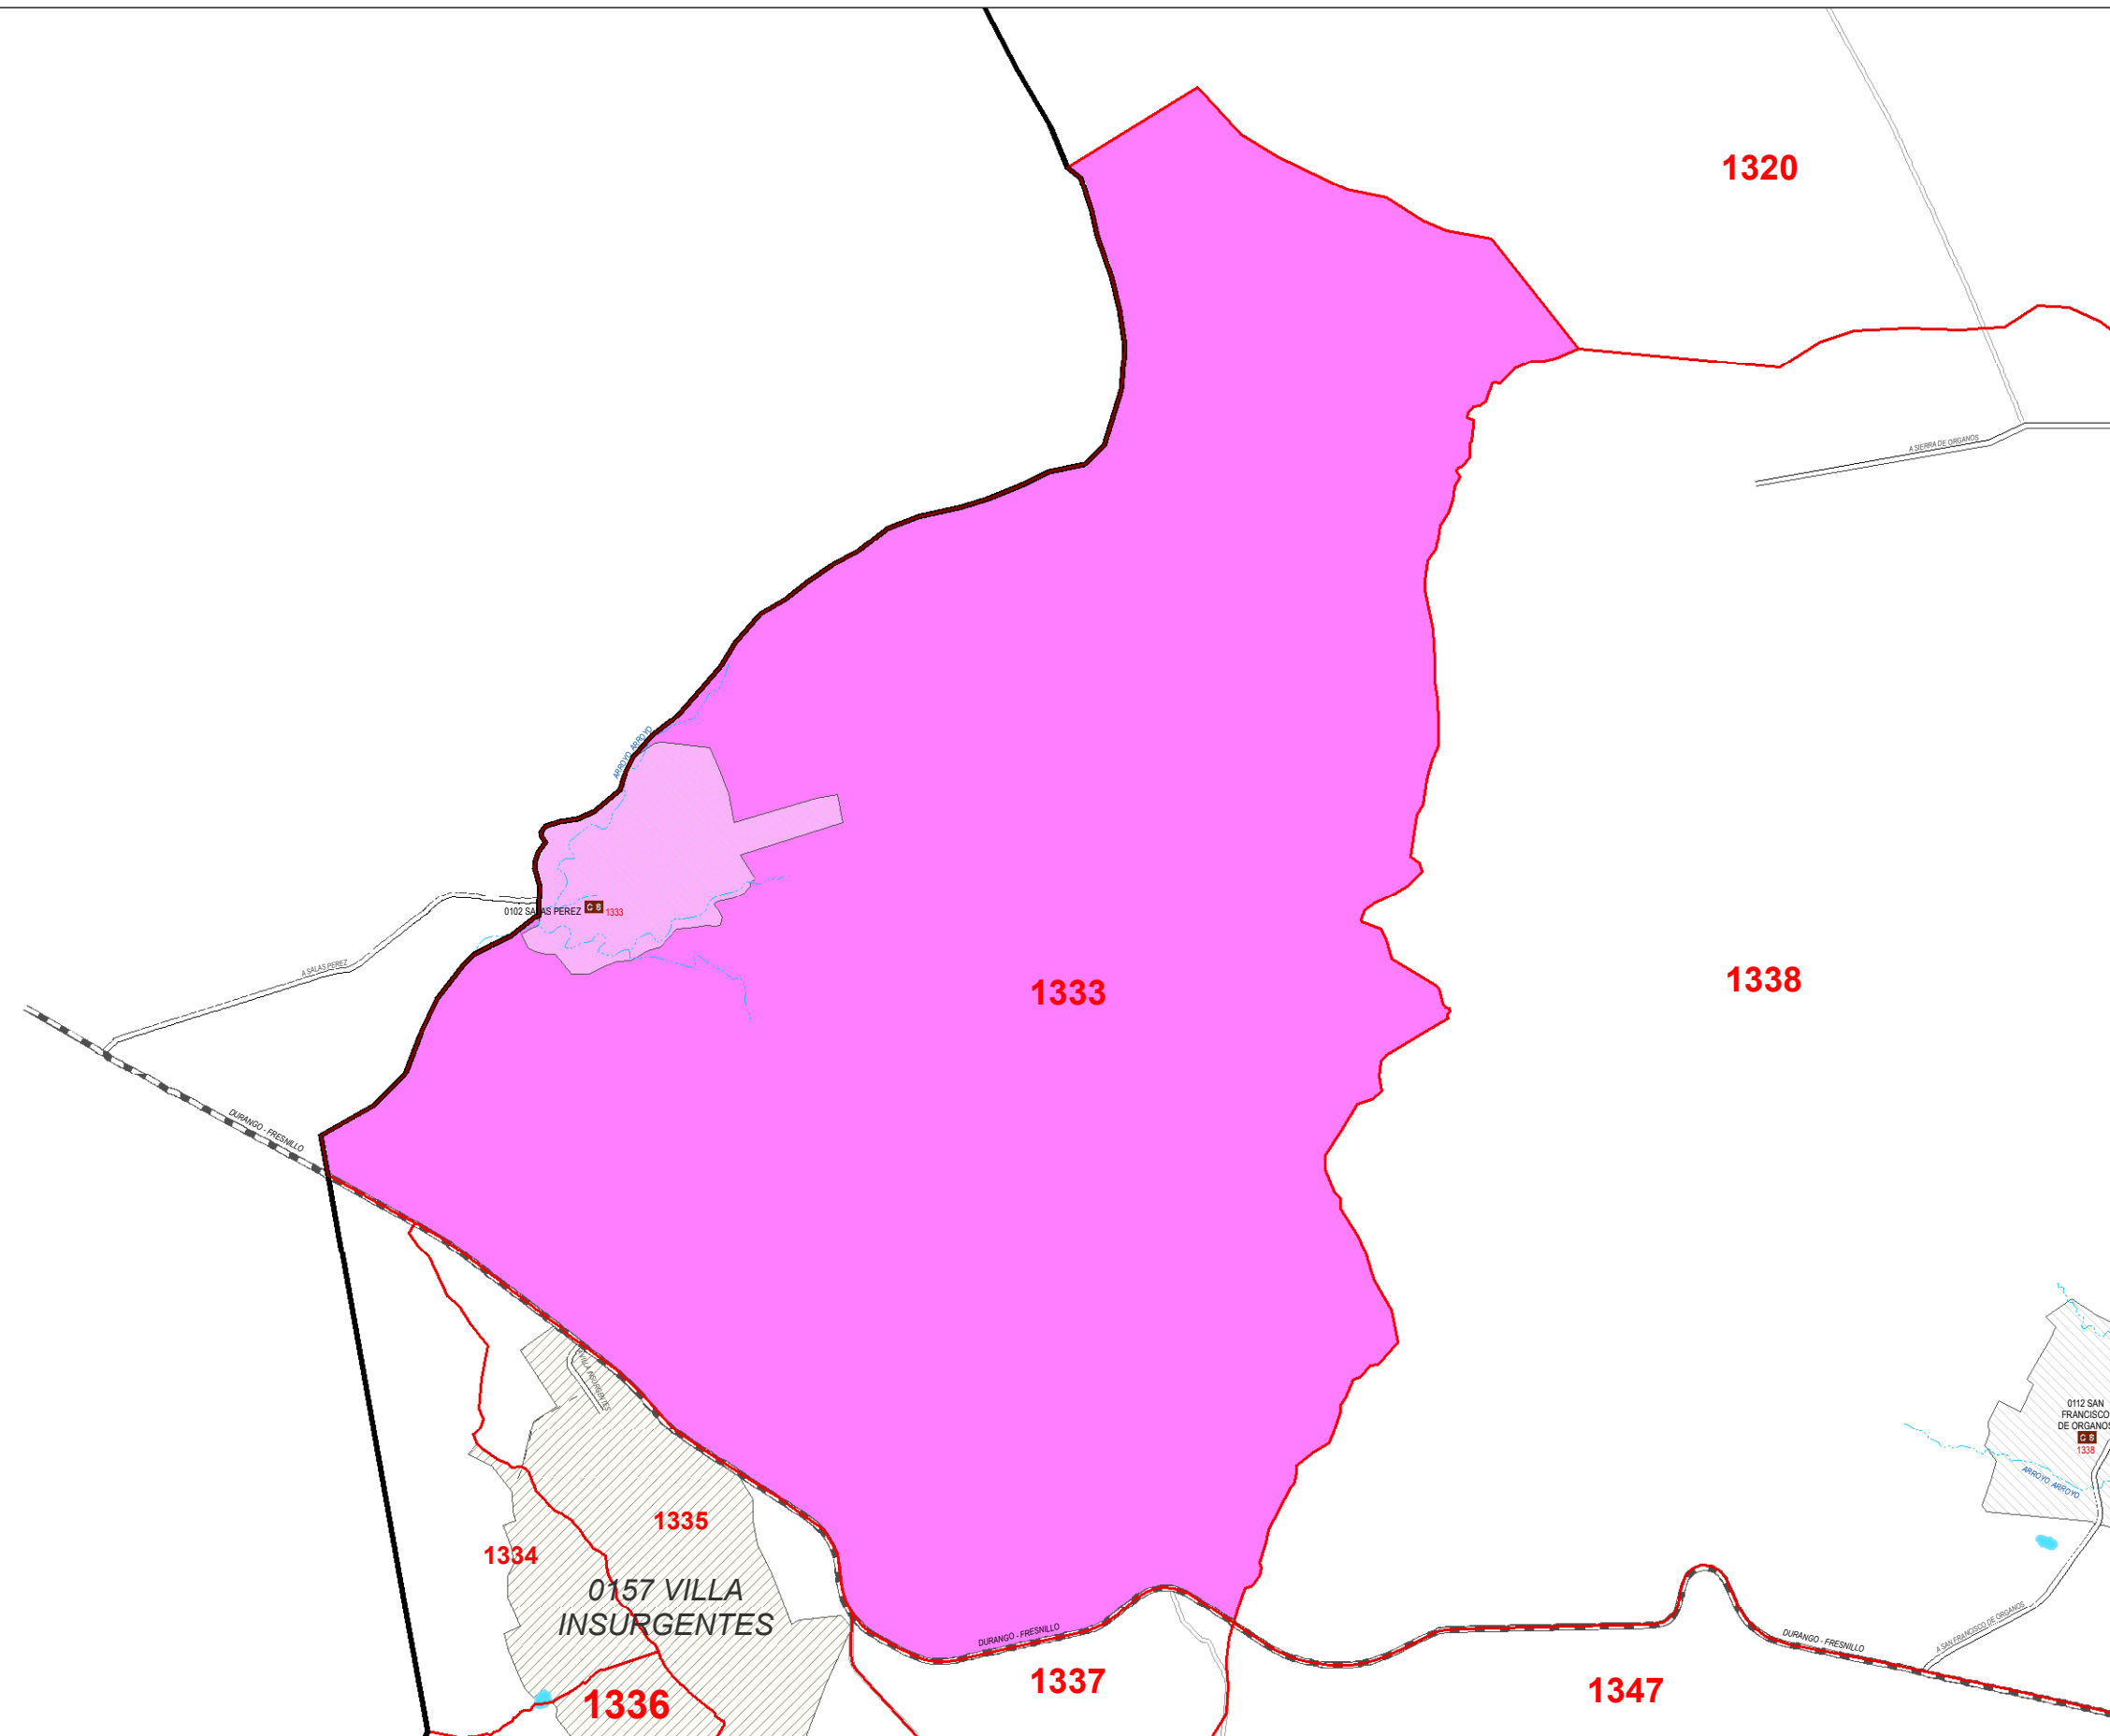 1320
A SIERRA DE ORGANOS
ARROYO ARROYO
0102 SALAS PEREZ
C S
1333
A SALAS PEREZ
1333
1338
DURANGO - FRESNILLO
VILLA INSURGENTES
0112 SAN
FRANCISCO
DE ORGANOS
C S
1338
ARROYO ARROYO
1335
1334
0157 VILLA
INSURGENTES
A SAN FRANCISCO DE ORGANOS
DURANGO - FRESNILLO
DURANGO - FRESNILLO
1337
1347
1336